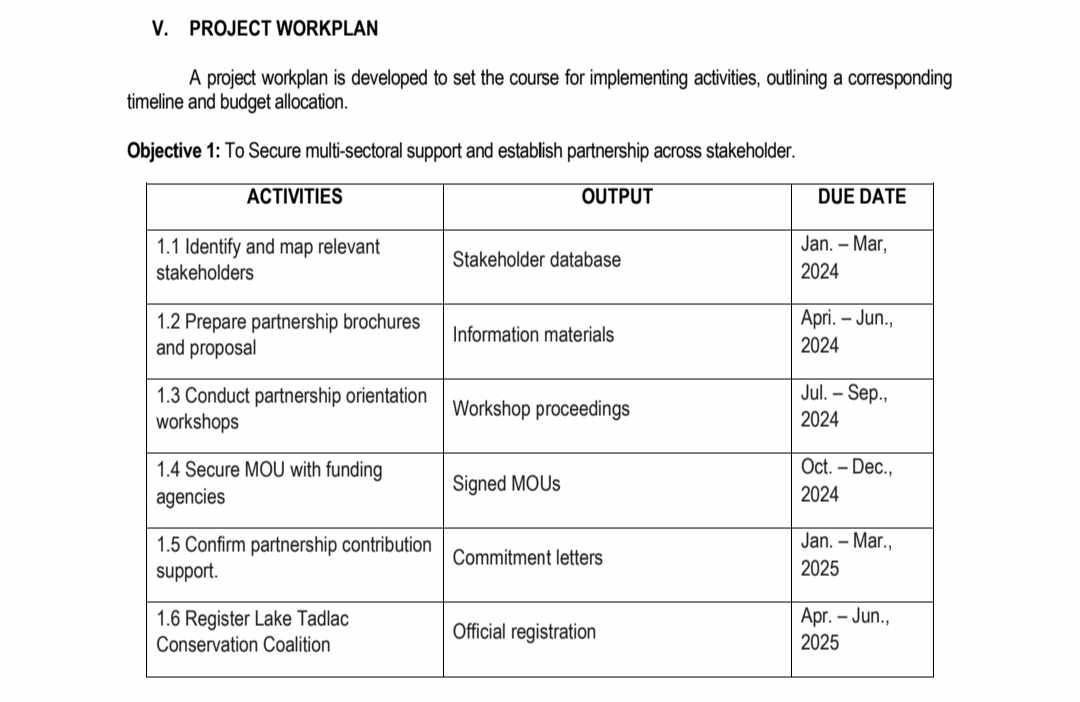 V. PROJECT WORKPLAN
A project workplan is developed to set the course for implementing activities, outlining a corresponding
timeline and budget allocation.
Objective 1: To Secure multi-sectoral support and establish partnership across stakeholder.
ACTIVITIES
OUTPUT
DUE DATE
1.1 Identify and map relevant
stakeholders
Stakeholder database
Jan. – Mar,
2024
1.2 Prepare partnership brochures
and proposal
Information materials
Apri. – Jun.,
2024
1.3 Conduct partnership orientation
workshops
Workshop proceedings
Jul. – Sep.,
2024
1.4 Secure MOU with funding
agencies
Signed MOUs
Oct. – Dec.,
2024
1.5 Confirm partnership contribution
support.
Commitment letters
Jan. – Mar.,
2025
1.6 Register Lake Tadlac
Conservation Coalition
Official registration
Apr. – Jun.,
2025